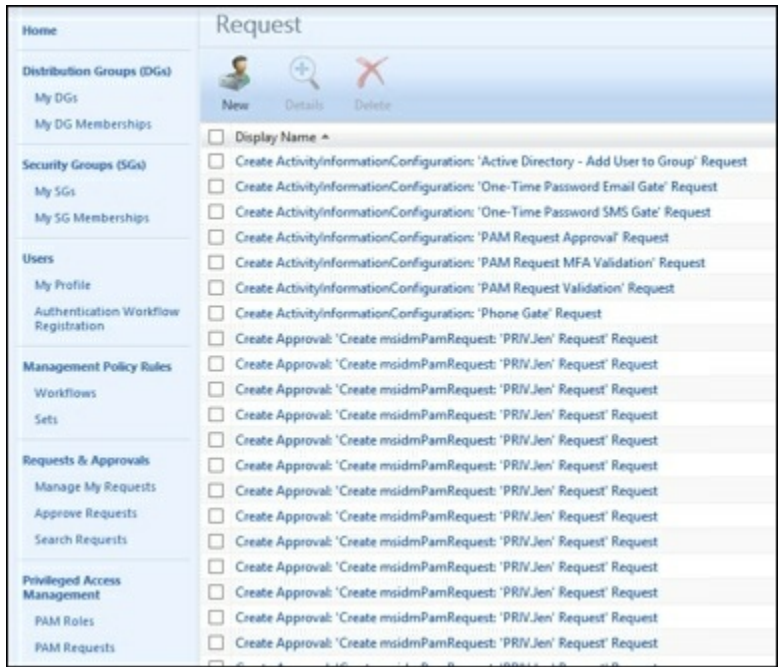 Home
Distribution Groups (DGs)
My DGs
My DG Memberships
Security Groups (SGs)
My SGs
My SG Memberships
Users
My Profile
Authentication Workflow
Registration
Management Policy Rules
Workflows
Sets
Requests & Approvals
Manage My Requests
Approve Requests
Search Requests
Privileged Access
Management
PAM Roles
PAM Requests
Request
New Details Delete
Display Name
Create ActivityInformationConfiguration: 'Active Directory - Add User to Group' Request
Create ActivityInformationConfiguration: 'One-Time Password Email Gate' Request
Create ActivityInformationConfiguration: 'One-Time Password SMS Gate' Request
Create ActivityInformationConfiguration: 'PAM Request Approval' Request
Create ActivityInformationConfiguration: 'PAM Request MFA Validation' Request
Create ActivityInformationConfiguration: 'PAM Request Validation' Request
Create ActivityInformationConfiguration: 'Phone Gate' Request
Create Approval: 'Create msidmPamRequest: 'PRIV.Jen' Request' Request
Create Approval: 'Create msidmPamRequest: 'PRIV.Jen' Request' Request
Create Approval: 'Create msidmPamRequest: 'PRIV.Jen' Request' Request
Create Approval: 'Create msidmPamRequest: 'PRIV.Jen' Request' Request
Create Approval: 'Create msidmPamRequest: 'PRIV.Jen' Request' Request
Create Approval: 'Create msidmPamRequest: 'PRIV.Jen' Request' Request
Create Approval: 'Create msidmPamRequest: 'PRIV.Jen' Request' Request
Create Approval: 'Create msidmPamRequest: 'PRIV.Jen' Request' Request
Create Approval: 'Create msidmPamRequest: 'PRIV.Jen' Request' Request
Create Approval: 'Create msidmPamRequest: 'PRIV.Jen' Request' Request
Create Approval: 'Create msidmPamRequest: 'PRIV.Jen' Request' Request
Create Approval: 'Create msidmPamRequest: 'PRIV.Jen' Request' Request
Create Approval: 'Create msidmPamRequest: 'PRIV.Jen' Request' Request